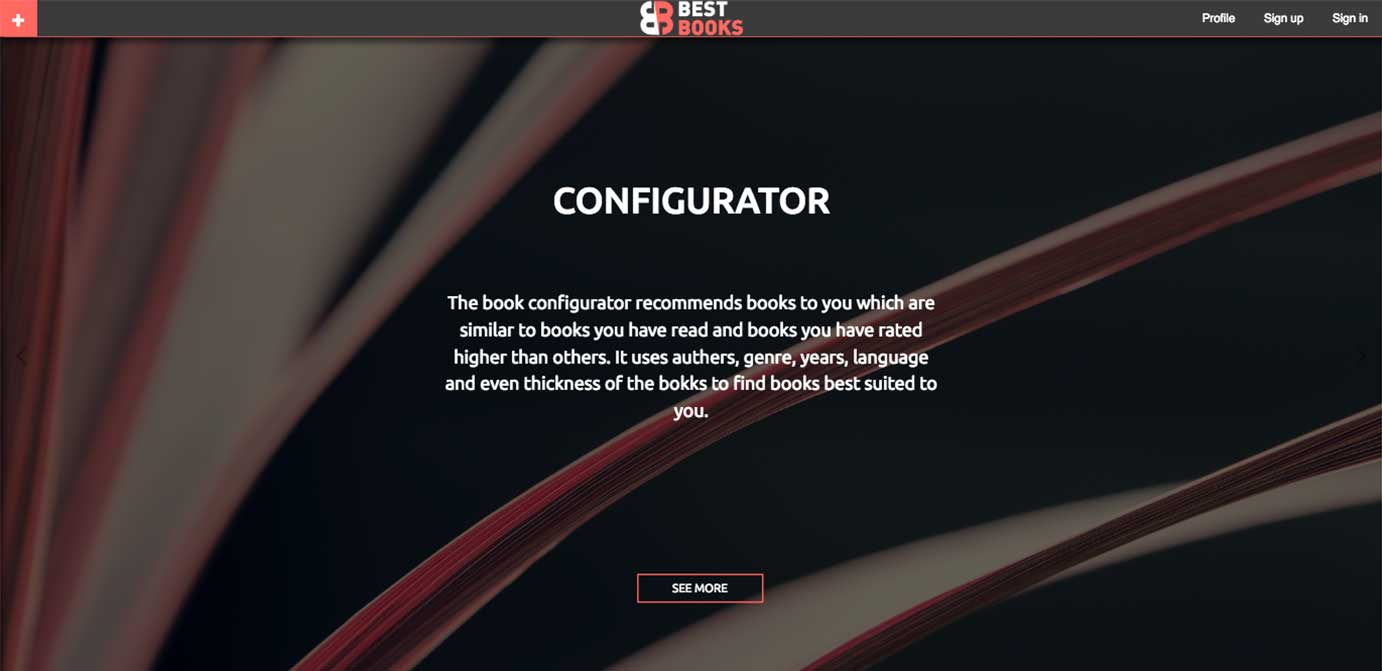 +
BEST
BOOKS
Profile Sign up Sign in
CONFIGURATOR
The book configurator recommends books to you which are
similar to books you have read and books you have rated
higher than others. It uses authers, genre, years, language
and even thickness of the bokks to find books best suited to
you.
SEE MORE